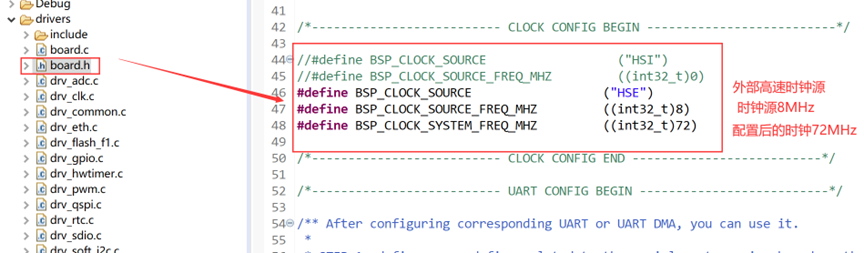 Debug
drivers
include
board.c
board.h
drv_adc.c
drv_clk.c
drv_common.c
drv_eth.c
drv_flash_f1.c
drv_gpio.c
drv_hwtimer.c
drv_pwm.c
drv_qspi.c
drv_rtc.c
drv_sdio.c
drv_soft_i2c.c
41
42 /*-------------------------- CLOCK CONFIG BEGIN --------------------------*/
43
44 //#define BSP_CLOCK_SOURCE ("HSI")
45 //#define BSP_CLOCK_SOURCE_FREQ_MHZ ((int32_t)0)
46 #define BSP_CLOCK_SOURCE ("HSE")
47 #define BSP_CLOCK_SOURCE_FREQ_MHZ ((int32_t)8)
48 #define BSP_CLOCK_SYSTEM_FREQ_MHZ ((int32_t)72)
49
50 /*-------------------------- CLOCK CONFIG END --------------------------*/
51
52 /*-------------------------- UART CONFIG BEGIN --------------------------*/
53
54 /** After configuring corresponding UART or UART DMA, you can use it.
55 *
外部高速时钟源
时钟源8MHz
配置后的时钟72MHz